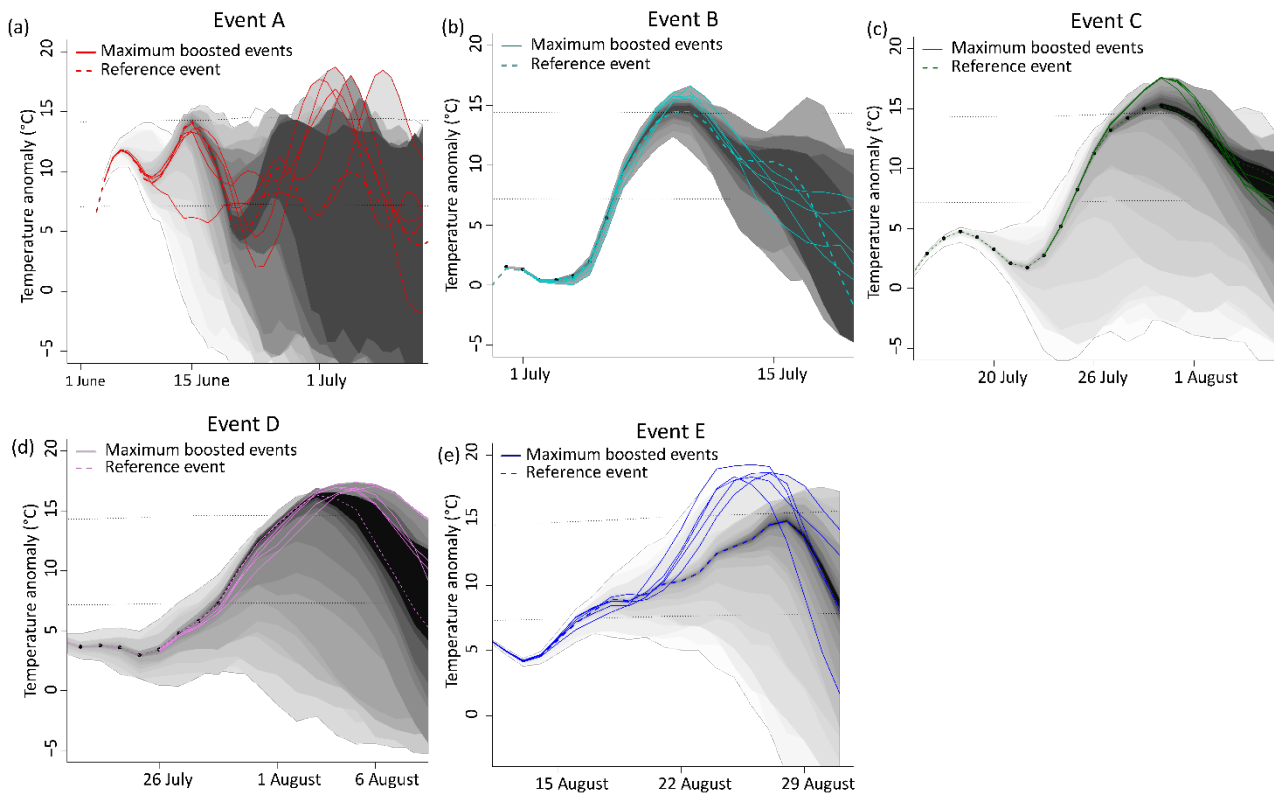 (a)
Event A
Maximum boosted events
Reference event
Temperature anomaly (°C)
20
15
10
5
0
−5
1 June
15 June
1 July
(b)
Event B
Maximum boosted events
Reference event
Temperature anomaly (°C)
20
15
10
5
0
−5
1 July
15 July
(c)
Event C
Maximum boosted events
Reference event
Temperature anomaly (°C)
20
15
10
5
0
−5
20 July
26 July
1 August
(d)
Event D
Maximum boosted events
Reference event
Temperature anomaly (°C)
20
15
10
5
0
−5
26 July
1 August
6 August
(e)
Event E
Maximum boosted events
Reference event
Temperature anomaly (°C)
20
15
10
5
0
15 August
22 August
29 August